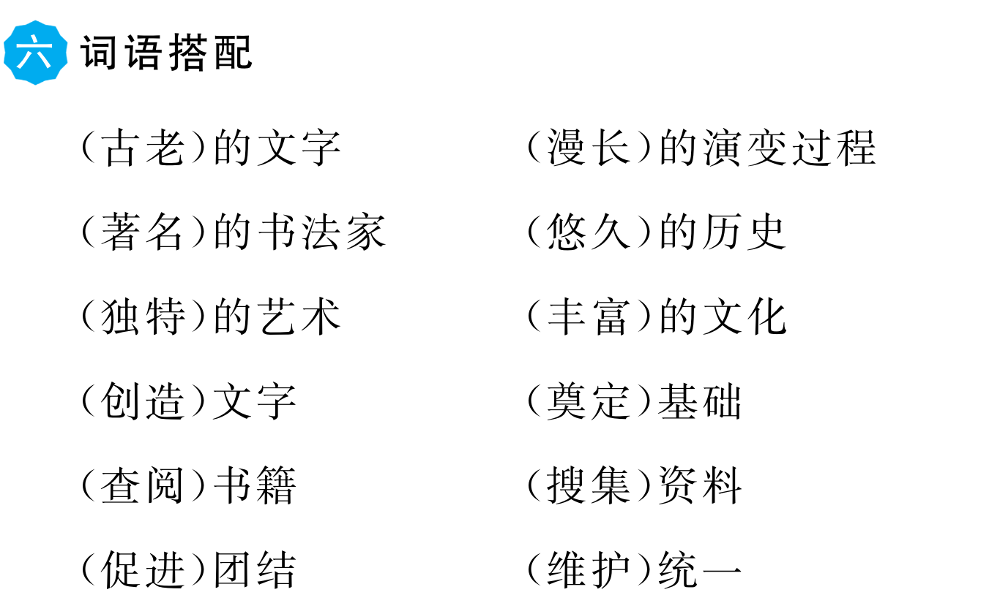 六 词语搭配
（古老）的文字 （漫长）的演变过程
（著名）的书法家 （悠久）的历史
（独特）的艺术 （丰富）的文化
（创造）文字 （奠定）基础
（查阅）书籍 （搜集）资料
（促进）团结 （维护）统一